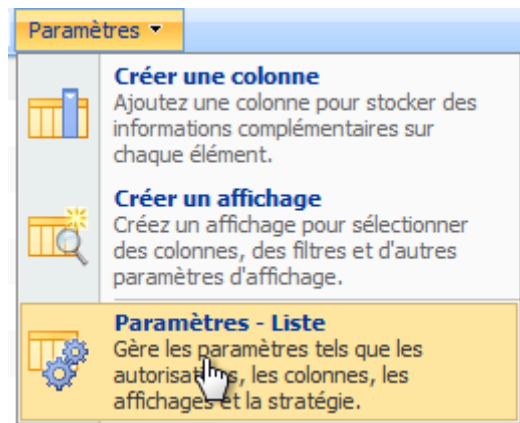 Paramètres
Créer une colonne
Ajoutez une colonne pour stocker des
informations complémentaires sur
chaque élément.
Créer un affichage
Créez un affichage pour sélectionner
des colonnes, des filtres et d'autres
paramètres d'affichage.
Paramètres - Liste
Gère les paramètres tels que les
autorisations, les colonnes, les
affichages et la stratégie.